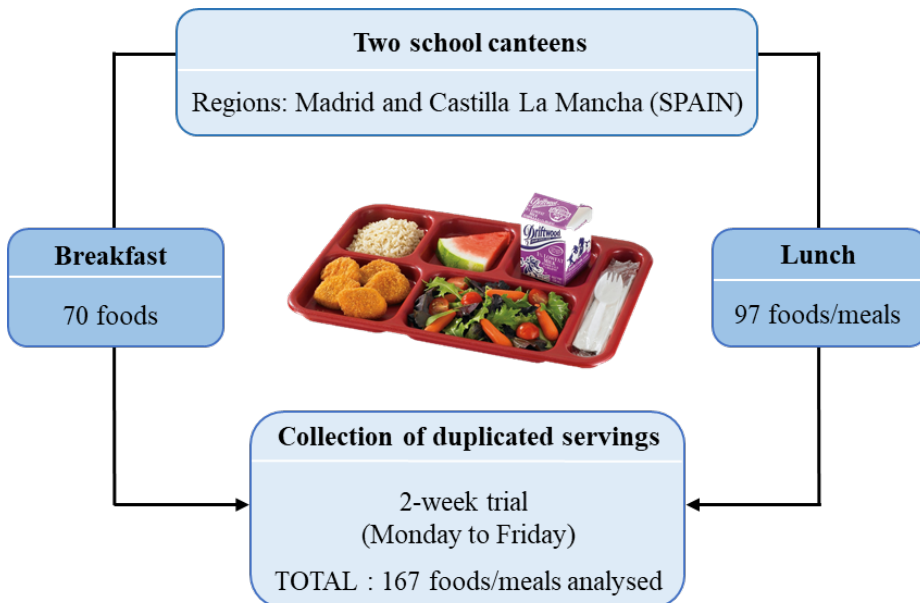 Two school canteens
Regions: Madrid and Castilla La Mancha (SPAIN)
Breakfast
70 foods
Driftwood
Lunch
97 foods/meals
Collection of duplicated servings
2-week trial
(Monday to Friday)
TOTAL : 167 foods/meals analysed